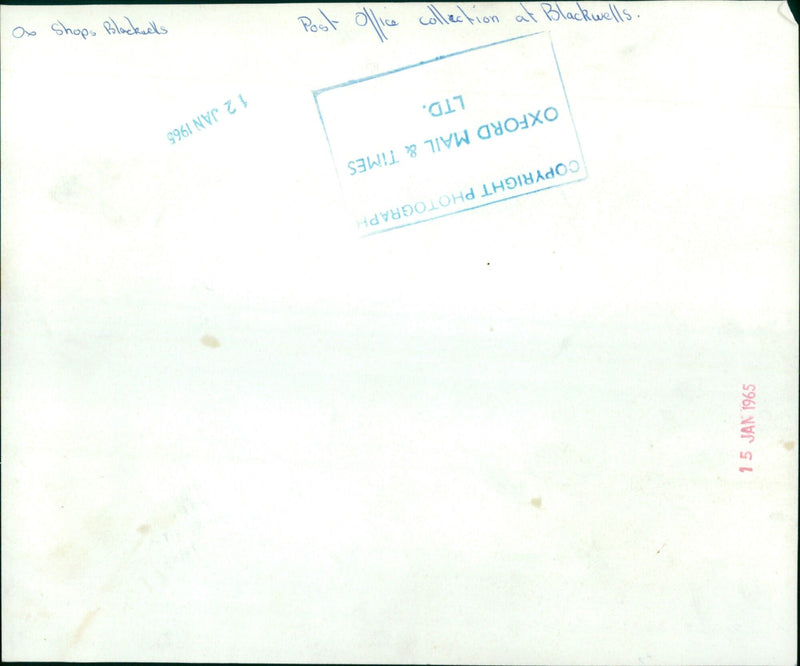 Ox Shops Blackwells
Post Office collection at Blackwells.
12 JAN 1965
COPYRIGHT PHOTOGRAPH
OXFORD MAIL & TIMES
LTD.
15 JAN 1965